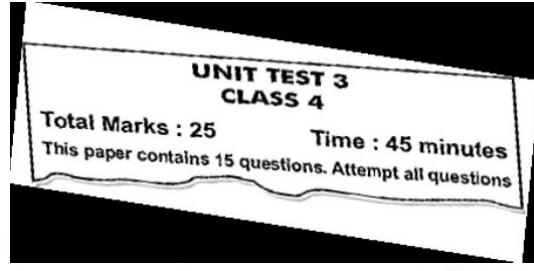 UNIT TEST 3
CLASS 4
Total Marks : 25 Time : 45 minutes
This paper contains 15 questions. Attempt all questions